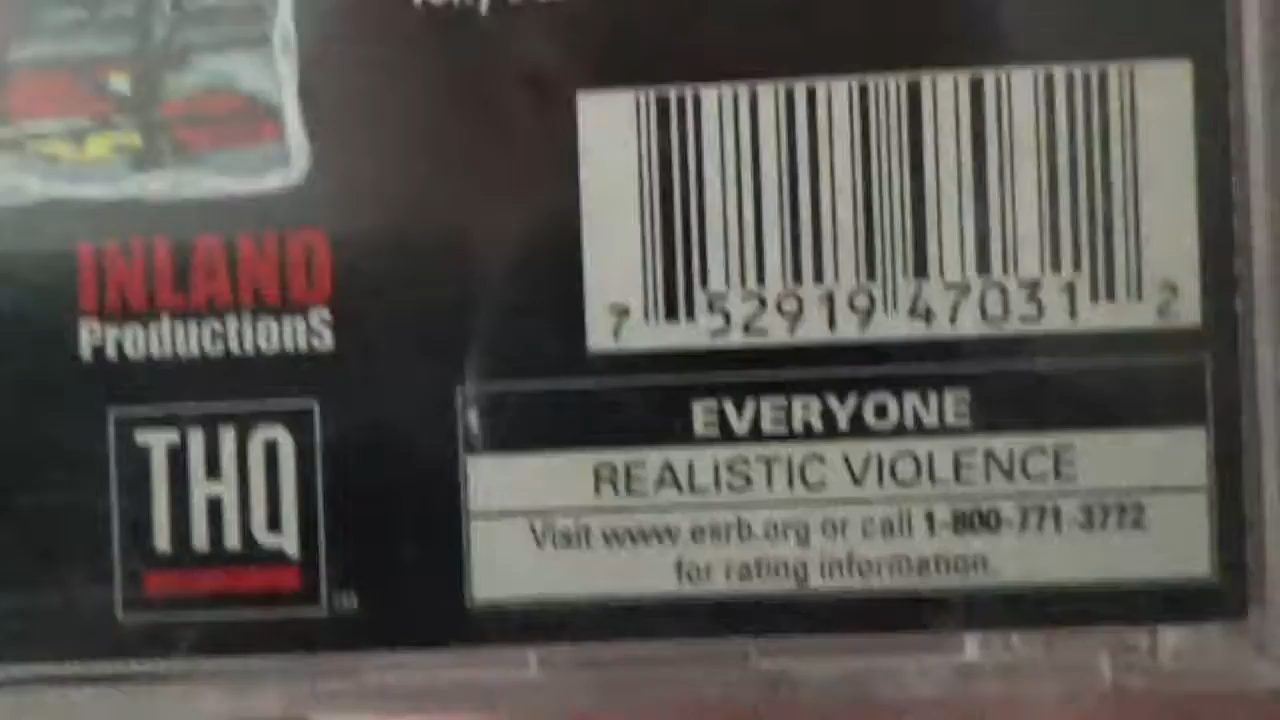 INLAND
ProductionS
THQ
TM
7 52919 47031 2
EVERYONE
REALISTIC VIOLENCE
Visit www.esrb.org or call 1-800-771-3772
for rating information.